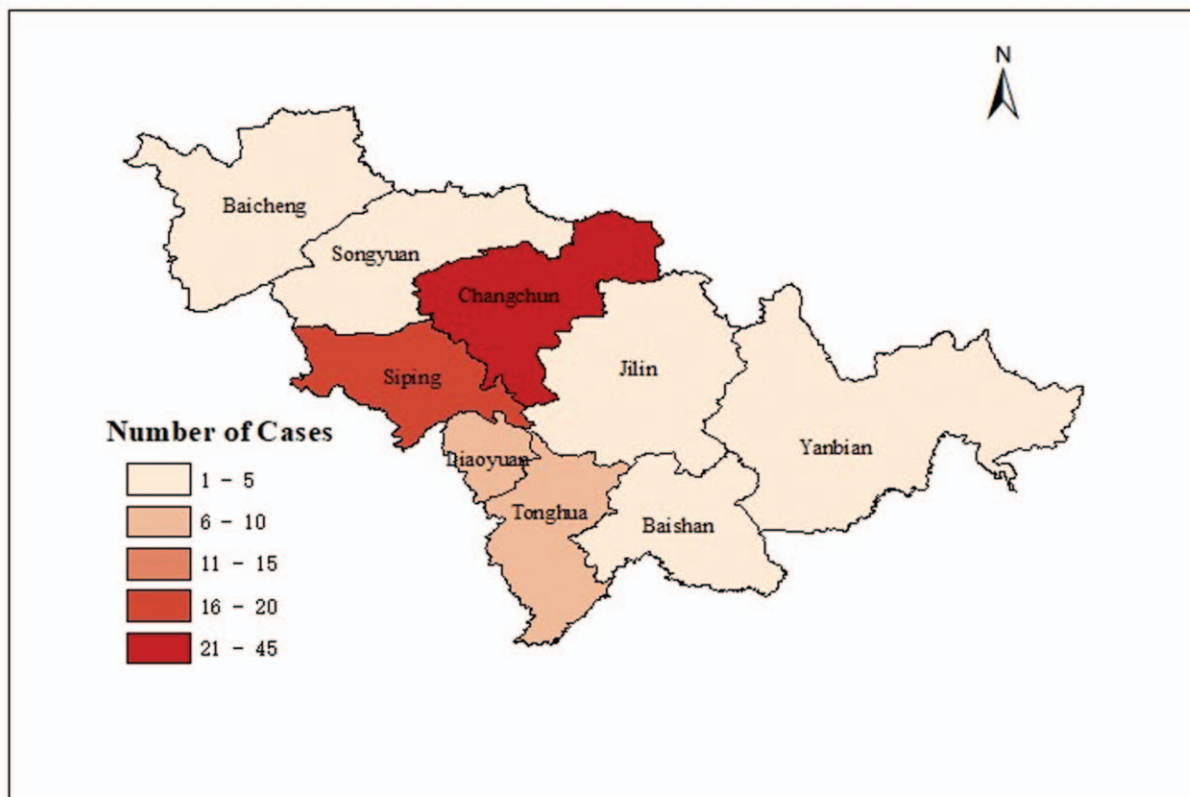 N
Baicheng
Songyuan
Changchun
Siping
Jilin
Liaoyuan
Yanbian
Tonghua
Baishan
Number of Cases
1 - 5
6 - 10
11 - 15
16 - 20
21 - 45